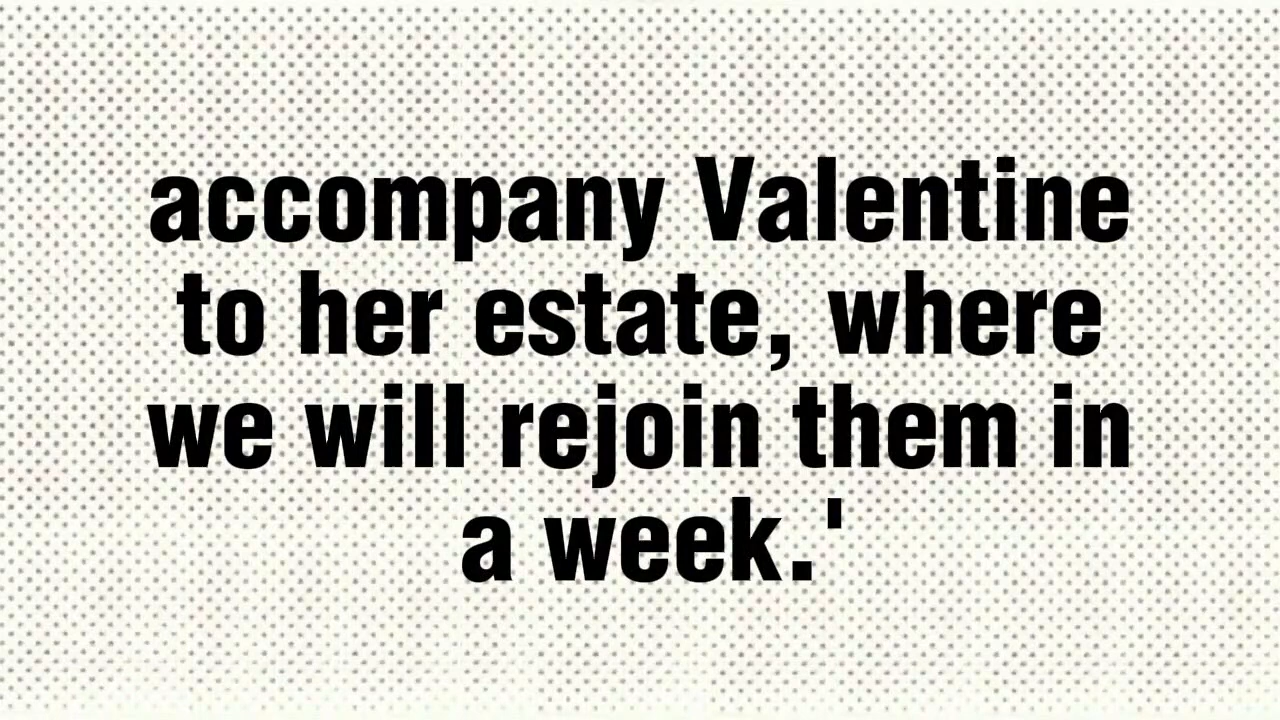 accompany Valentine
to her estate, where
we will rejoin them in
a week.'